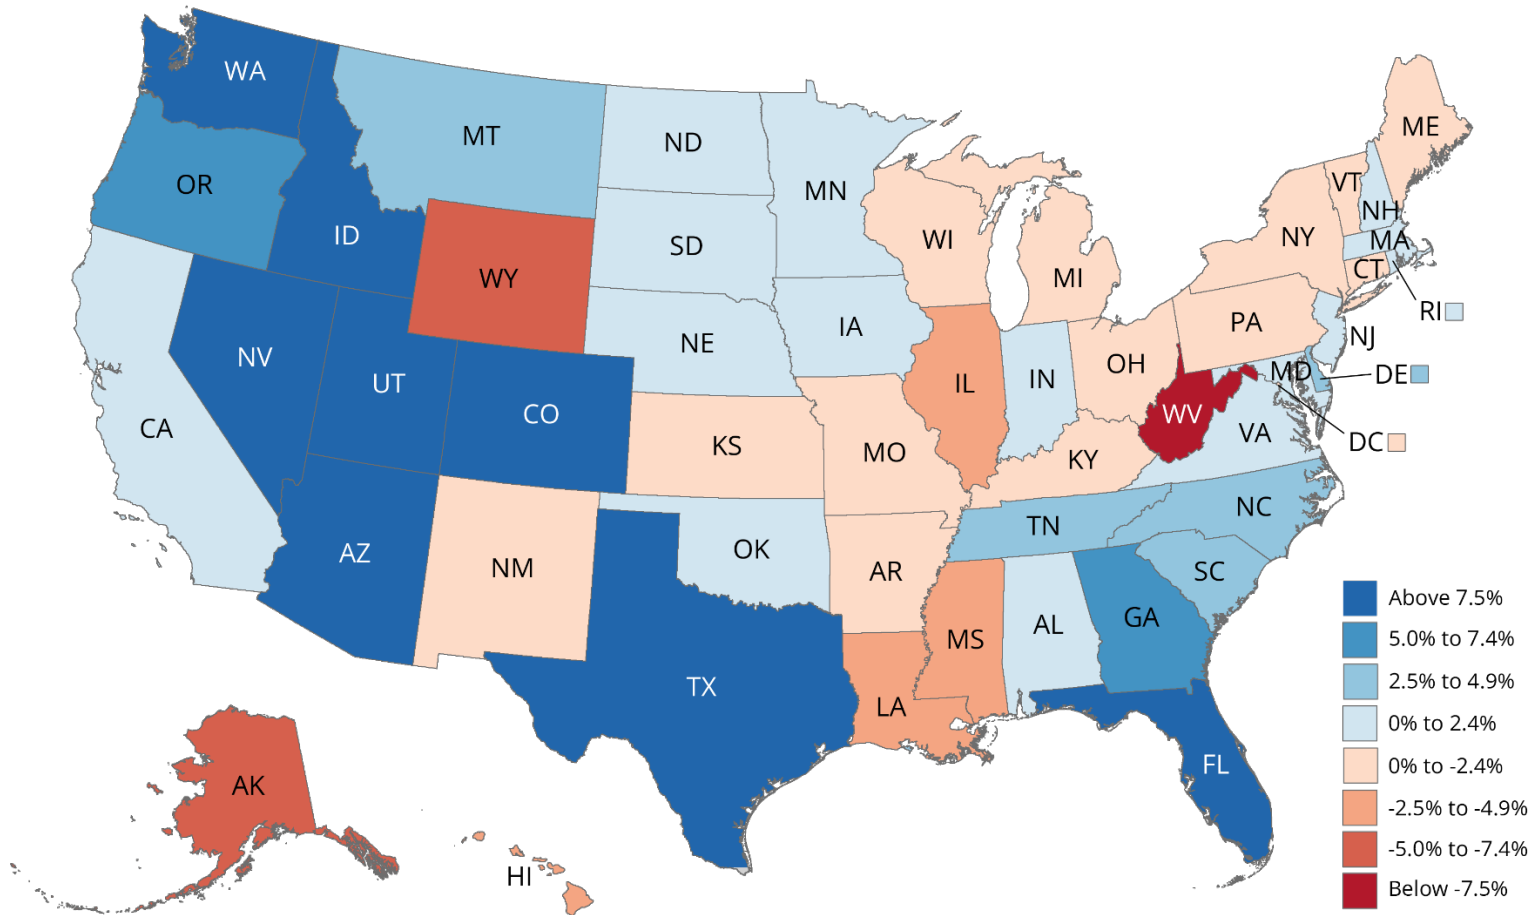 WA
MT
ND
ME
OR
MN
VT
NH
ID
SD
WI
NY
MA
WY
MI
CT
RI
NE
IA
PA
NJ
NV
UT
OH
MD
DE
CO
IL
IN
WV
CA
KS
MO
KY
VA
DC
AZ
NM
OK
TN
NC
AR
SC
TX
MS
AL
GA
LA
FL
AK
HI
Above 7.5%
5.0% to 7.4%
2.5% to 4.9%
0% to 2.4%
0% to -2.4%
-2.5% to -4.9%
-5.0% to -7.4%
Below -7.5%